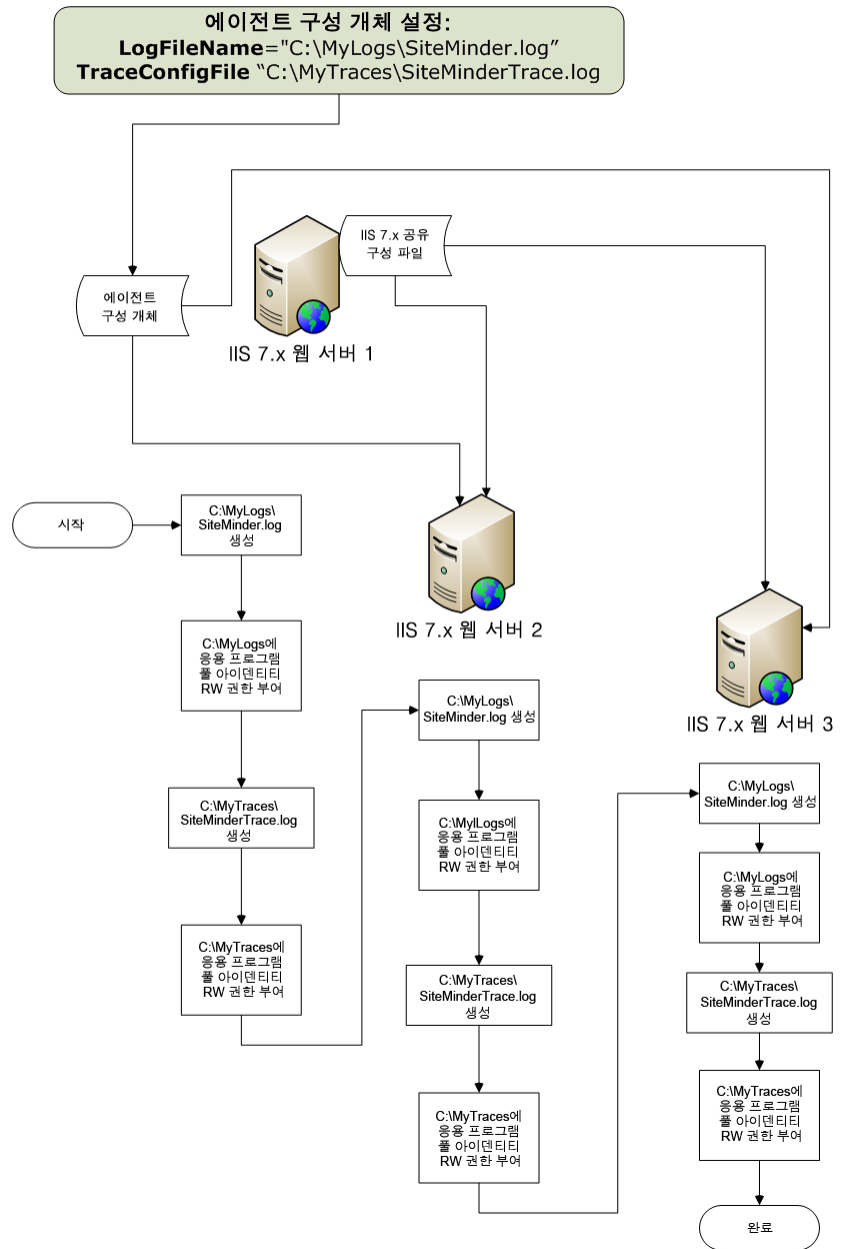 에이전트 구성 개체 설정:
LogFileName="C:\MyLogs\SiteMinder.log”
TraceConfigFile “C:\MyTraces\SiteMinderTrace.log
IIS 7.x 공유
구성 파일
에이전트
구성 개체
IIS 7.x 웹 서버 1
시작
C:\MyLogs\
SiteMinder.log
생성
C:\MyLogs에
응용 프로그램
풀 아이덴티티
RW 권한 부여
C:\MyTraces\
SiteMinderTrace.log
생성
C:\MyTraces에
응용 프로그램
풀 아이덴티티
RW 권한 부여
IIS 7.x 웹 서버 2
C:\MyLogs\
SiteMinder.log 생성
C:\MylLogs에
응용 프로그램
풀 아이덴티티
RW 권한 부여
C:\MyTraces\
SiteMinderTrace.log
생성
C:\MyTraces에
응용 프로그램
풀 아이덴티티
RW 권한 부여
IIS 7.x 웹 서버 3
C:\MyLogs\
SiteMinder.log 생성
C:\MyLogs에
응용 프로그램
풀 아이덴티티
RW 권한 부여
C:\MyTraces\
SiteMinderTrace.log
생성
C:\MyTraces에
응용 프로그램
풀 아이덴티티
RW 권한 부여
완료